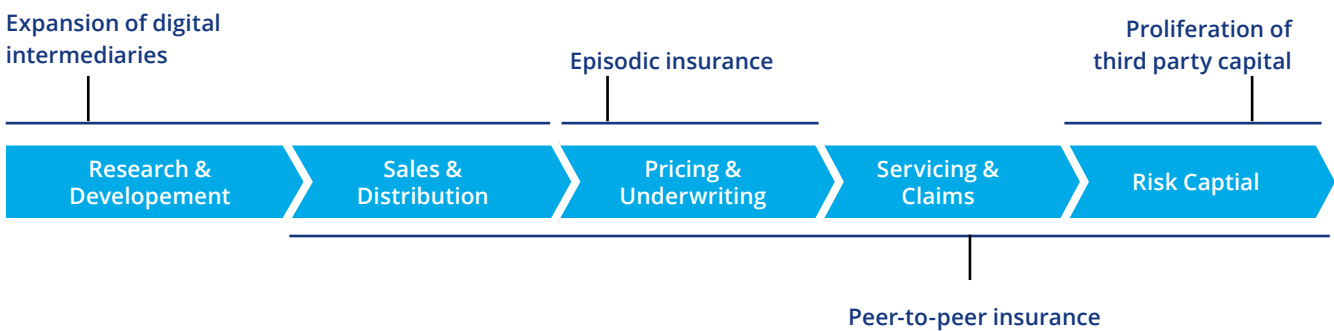 Expansion of digital
intermediaries
Episodic insurance
Proliferation of
third party capital
Research &
Developement
Sales &
Distribution
Pricing &
Underwriting
Servicing &
Claims
Risk Captial
Peer-to-peer insurance